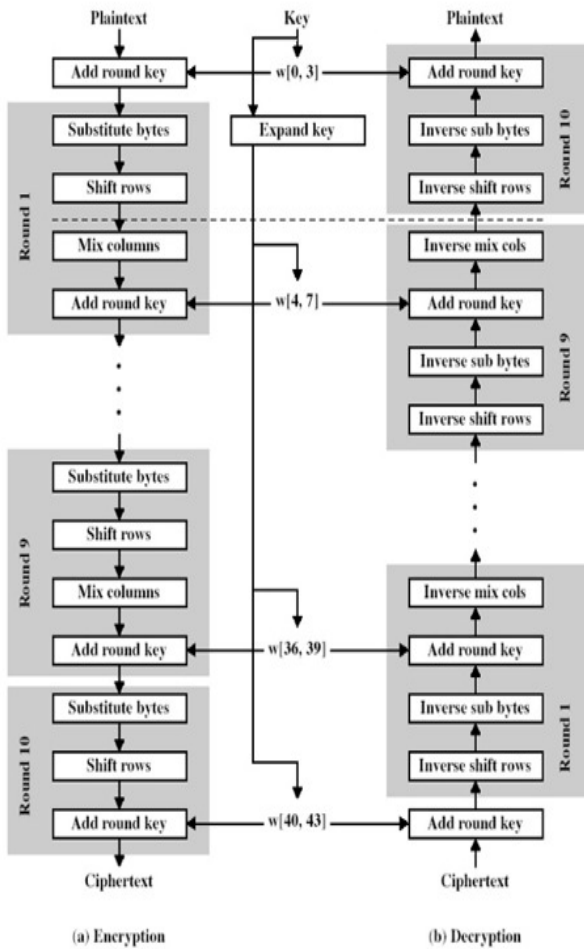 Plaintext
Add round key
Round 1
Substitute bytes
Shift rows
Mix columns
Add round key
Round 9
Substitute bytes
Shift rows
Mix columns
Add round key
Round 10
Substitute bytes
Shift rows
Add round key
Ciphertext
(a) Encryption
Key
w[0, 3]
Expand key
w[4, 7]
w[36, 39]
w[40, 43]
Plaintext
Add round key
Inverse sub bytes
Inverse shift rows
Round 10
Inverse mix cols
Add round key
Inverse sub bytes
Inverse shift rows
Round 9
Inverse mix cols
Add round key
Inverse sub bytes
Inverse shift rows
Round 1
Add round key
Ciphertext
(b) Decryption